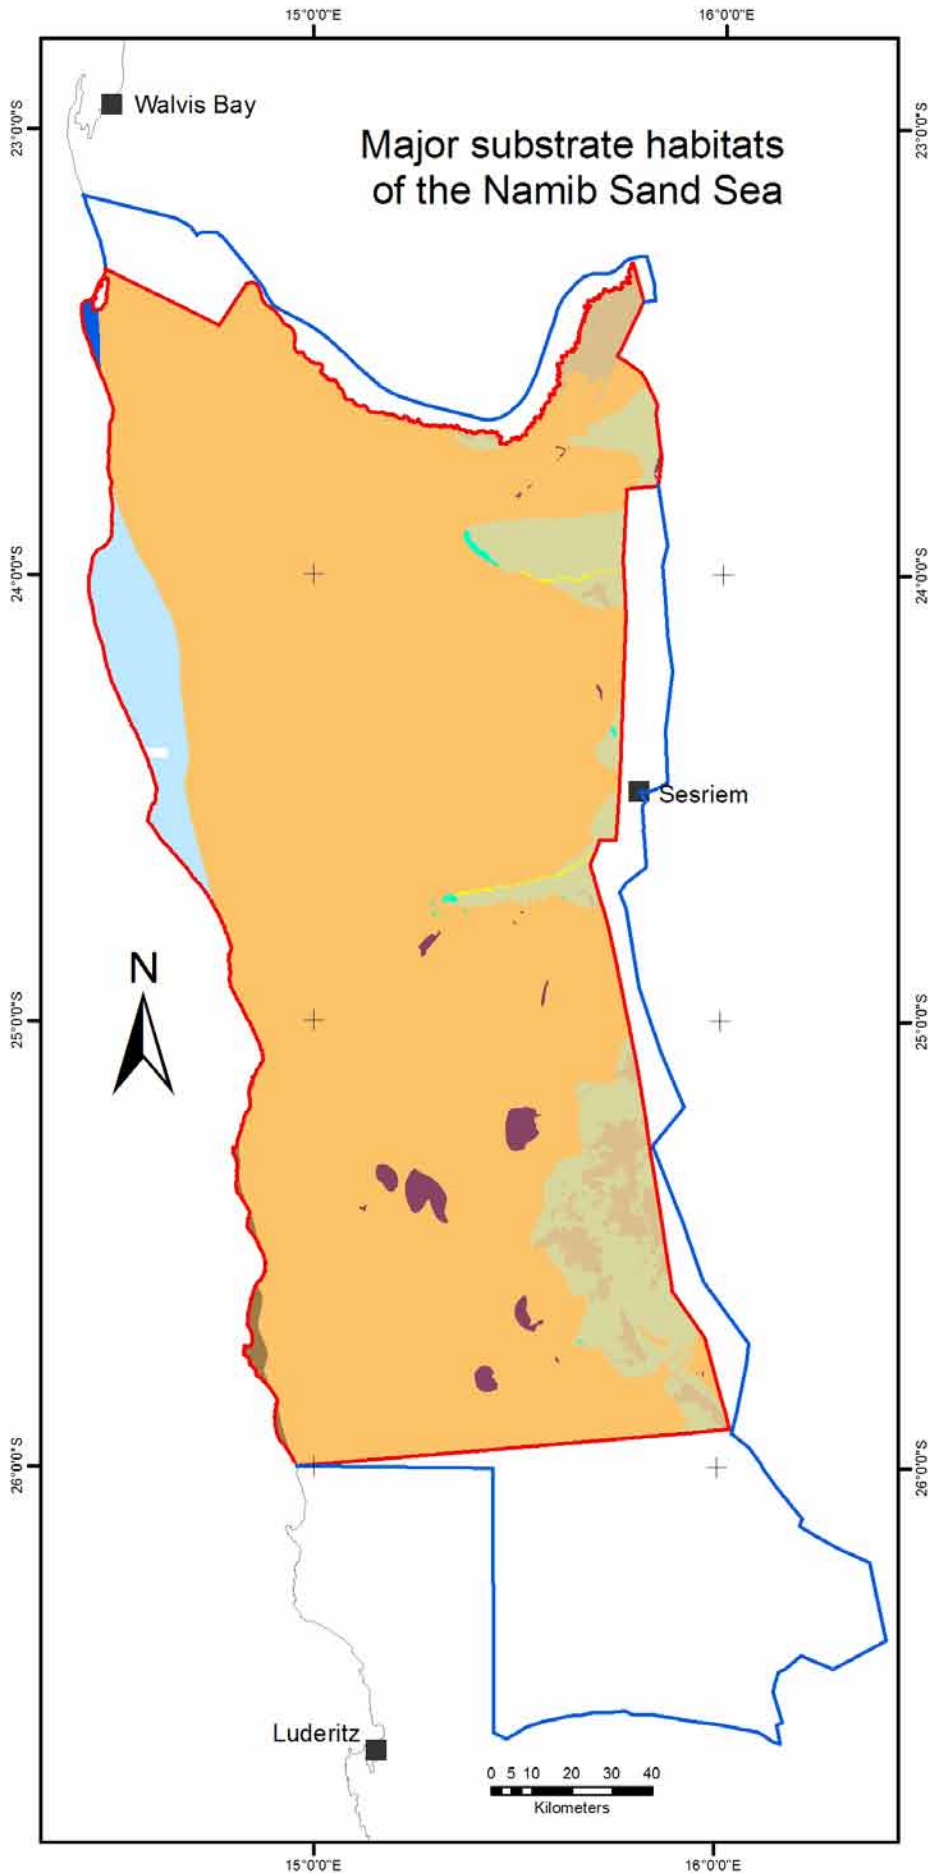 15°0'0"E
16°0'0"E
Walvis Bay
23°0'0"S
23°0'0"S
Major substrate habitats
of the Namib Sand Sea
24°0'0"S
24°0'0"S
Sesriem
N
25°0'0"S
25°0'0"S
26°0'0"S
26°0'0"S
Luderitz
0 5 10 20 30 40
Kilometers
15°0'0"E
16°0'0"E